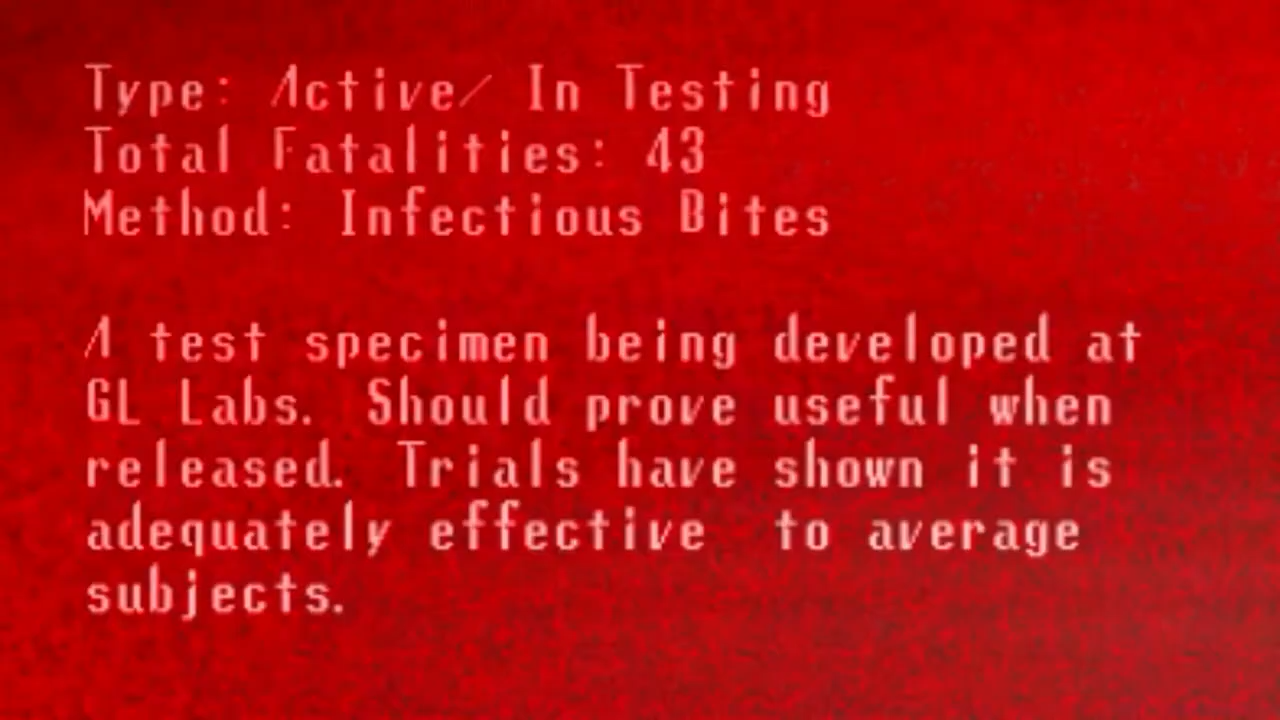 Type: Active/ In Testing
Total Fatalities: 43
Method: Infectious Bites
A test specimen being developed at
GL Labs. Should prove useful when
released. Trials have shown it is
adequately effective  to average
subjects.